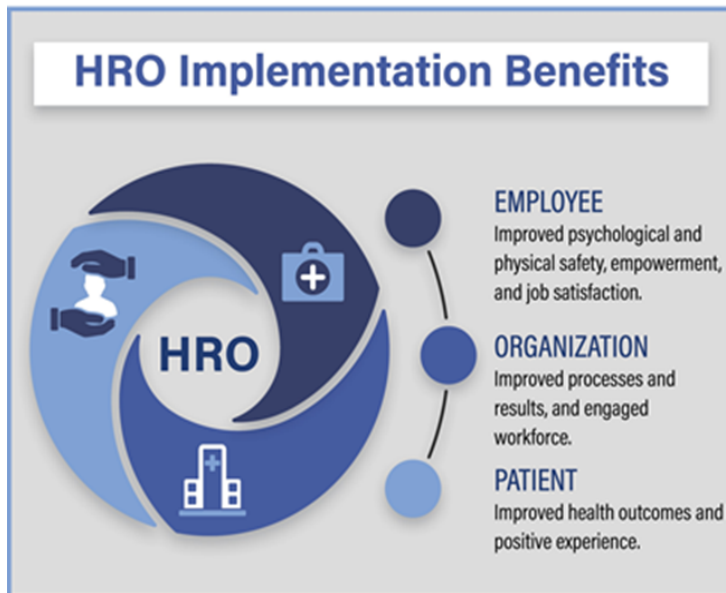 HRO Implementation Benefits
HRO
EMPLOYEE
Improved psychological and
physical safety, empowerment,
and job satisfaction.
ORGANIZATION
Improved processes and
results, and engaged
workforce.
PATIENT
Improved health outcomes and
positive experience.